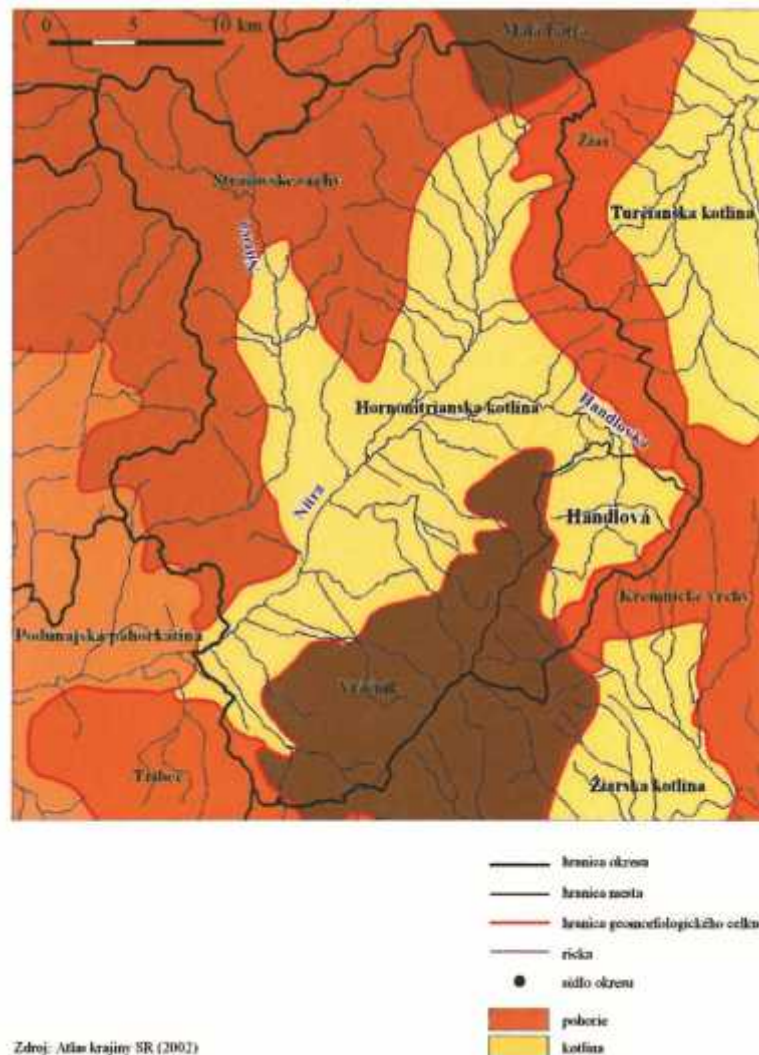 0 5 10 km
Malá Fatra
Žiar
Strážovské vrchy
Turčianska kotlina
Hornonitrianska kotlina
Handlovka
Nitra
Handlová
Kremnické vrchy
Podunajská pahorkatina
Vtáčnik
Tribeč
Žiarska kotlina
hranica okresu
hranica mesta
hranica geomorfologického celku
rieka
sídlo okresu
pohorie
kotlina
Zdroj: Atlas krajiny SR (2002)